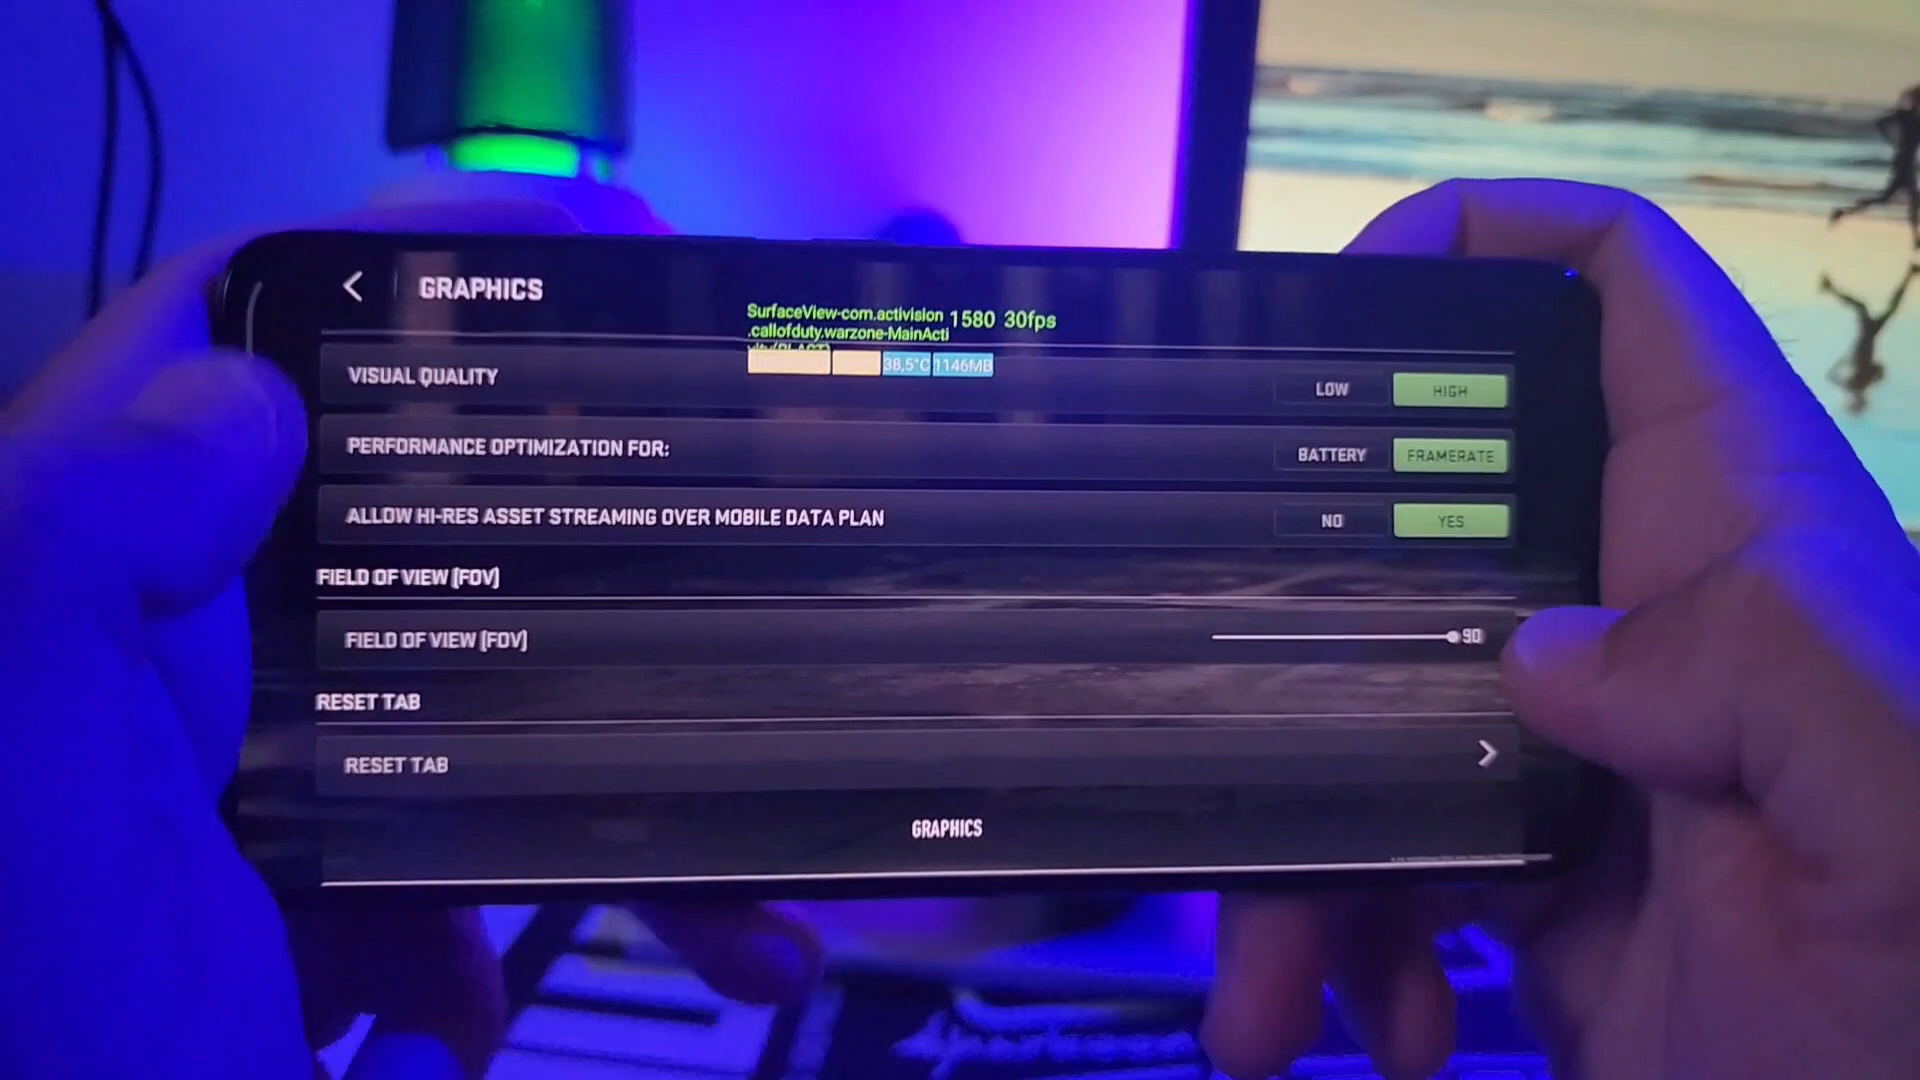 GRAPHICS
SurfaceView-com.activision 1580 30fps
.callofduty.warzone-MainActi
vity(BLAST)
38,5°C 1146MB
VISUAL QUALITY LOW HIGH
PERFORMANCE OPTIMIZATION FOR: BATTERY FRAMERATE
ALLOW HI-RES ASSET STREAMING OVER MOBILE DATA PLAN NO YES
FIELD OF VIEW (FOV)
FIELD OF VIEW (FOV) 90
RESET TAB
RESET TAB
GRAPHICS